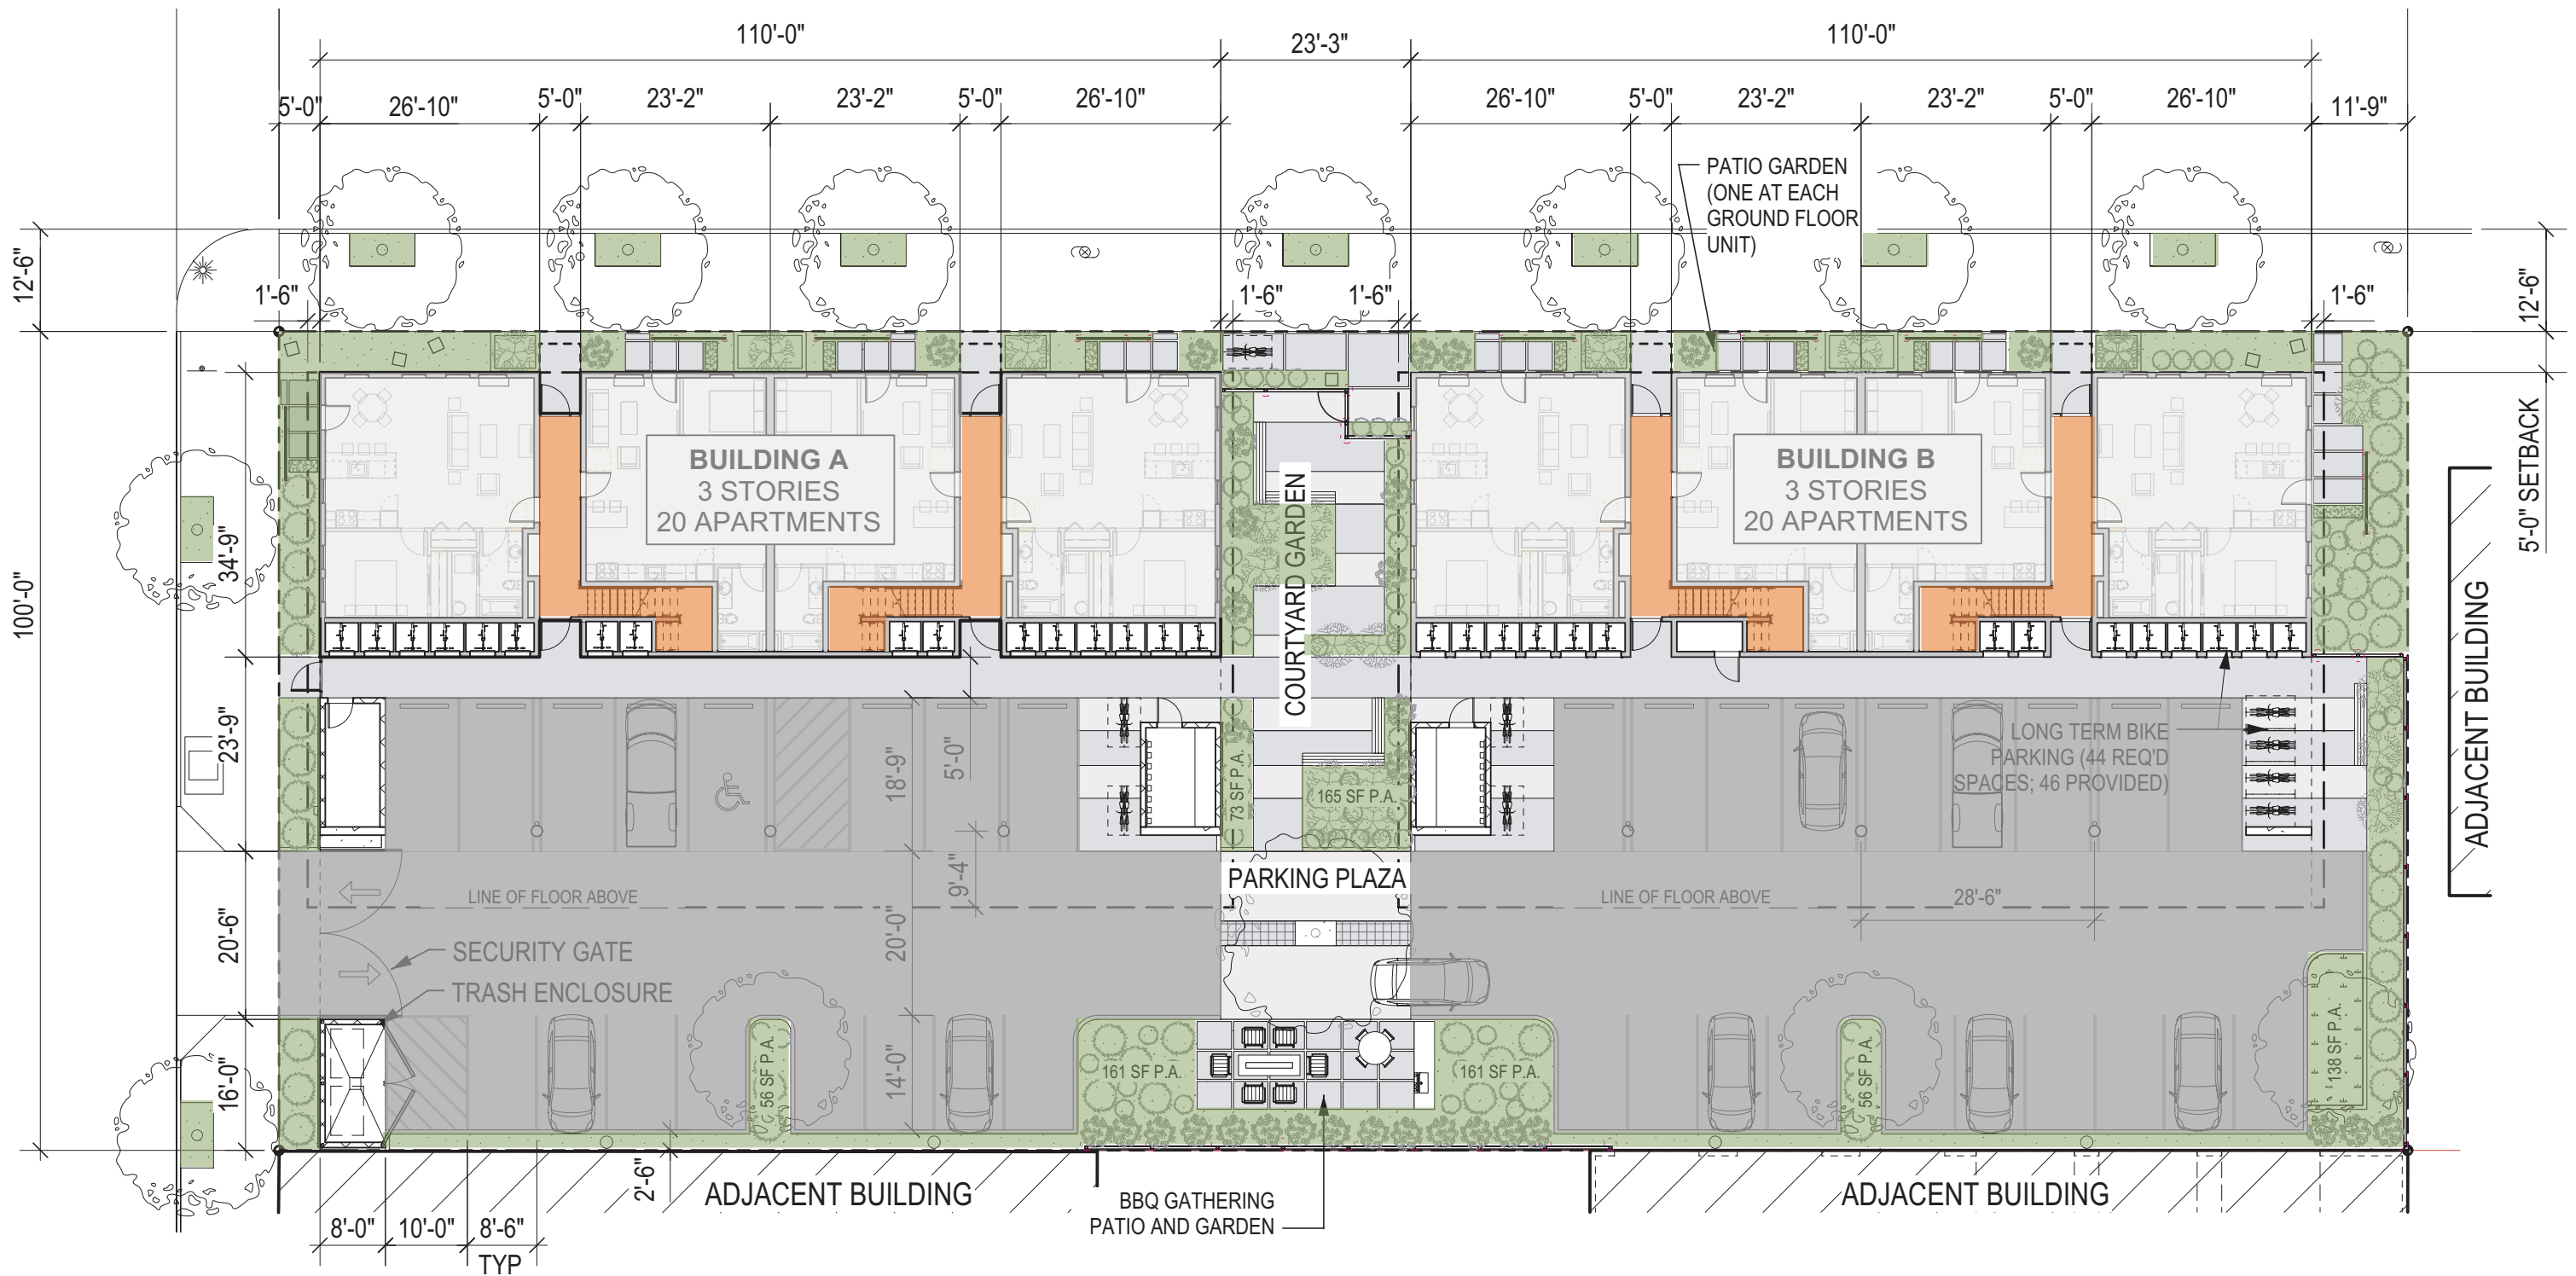 110'-0"
23'-3"
110'-0"
5'-0"
26'-10"
5'-0"
23'-2"
23'-2"
5'-0"
26'-10"
26'-10"
5'-0"
23'-2"
23'-2"
5'-0"
26'-10"
11'-9"
PATIO GARDEN
(ONE AT EACH
GROUND FLOOR
UNIT)
12'-6"
1'-6"
1'-6"
1'-6"
1'-6"
12'-6"
5'-0" SETBACK
BUILDING A
3 STORIES
20 APARTMENTS
BUILDING B
3 STORIES
20 APARTMENTS
COURTYARD GARDEN
100'-0"
34'-9"
23'-9"
20'-6"
16'-0"
ADJACENT BUILDING
18'-9"
5'-0"
73 SF P.A.
165 SF P.A.
LONG TERM BIKE
PARKING (44 REQ'D
SPACES; 46 PROVIDED)
9'-4"
PARKING PLAZA
LINE OF FLOOR ABOVE
LINE OF FLOOR ABOVE
28'-6"
20'-0"
SECURITY GATE
TRASH ENCLOSURE
14'-0"
56 SF P.A.
161 SF P.A.
161 SF P.A.
56 SF P.A.
138 SF P.A.
2'-6"
ADJACENT BUILDING
BBQ GATHERING
PATIO AND GARDEN
ADJACENT BUILDING
8'-0"
10'-0"
8'-6"
TYP